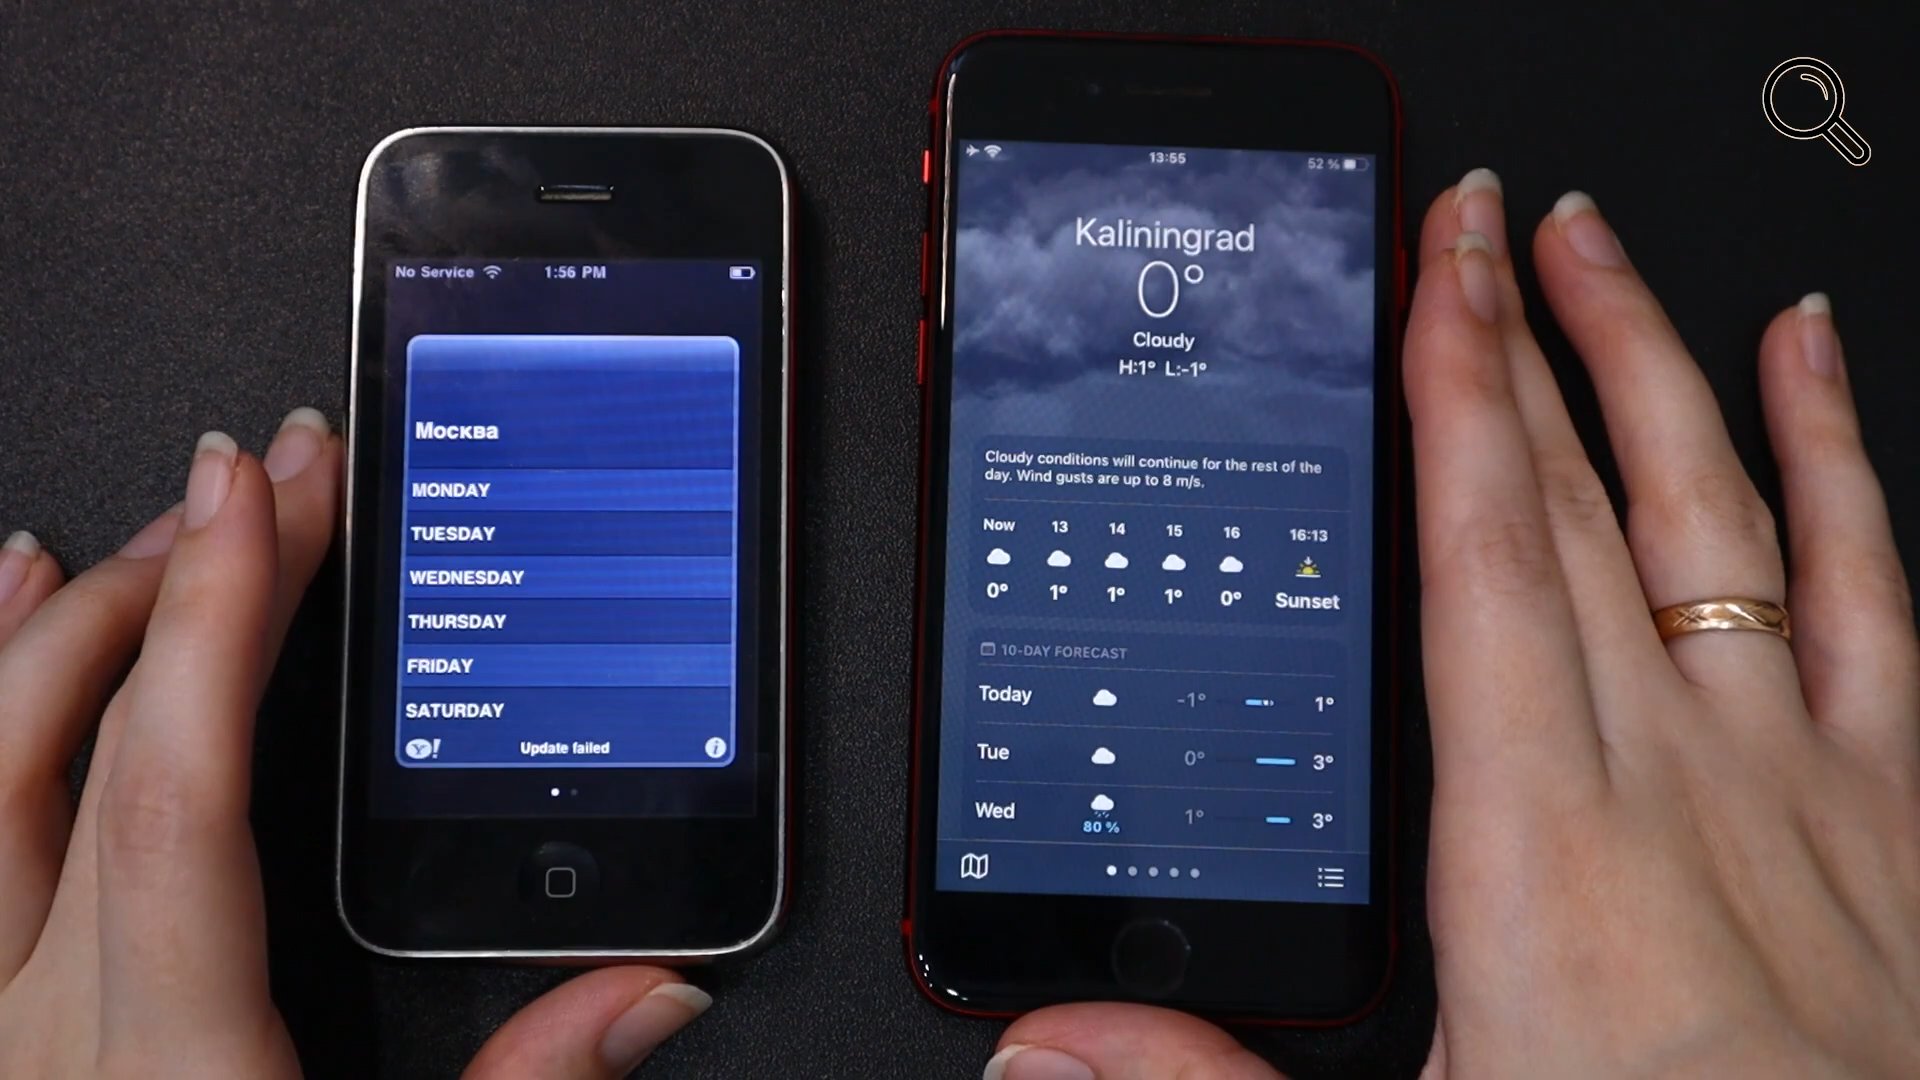 No Service 1:56 PM
Москва
MONDAY
TUESDAY
WEDNESDAY
THURSDAY
FRIDAY
SATURDAY
Y! Update failed i
13:55 52 %
Kaliningrad
0°
Cloudy
H:1° L:-1°
Cloudy conditions will continue for the rest of the
day. Wind gusts are up to 8 m/s.
Now 13 14 15 16 16:13
0° 1° 1° 1° 0° Sunset
10-DAY FORECAST
Today -1° 1°
Tue 0° 3°
Wed 80 % 1° 3°